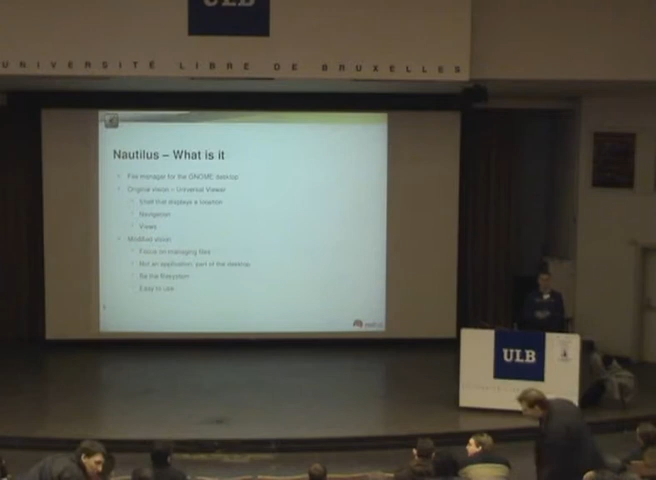 ULB
UNIVERSITÉ LIBRE DE BRUXELLES
Nautilus – What is it
File manager for the GNOME desktop
Original vision – Universal Viewer
Shell that displays a location
Navigation
Views
Modified vision
Focus on managing files
Not an application, part of the desktop
Be the filesystem
Easy to use
ULB